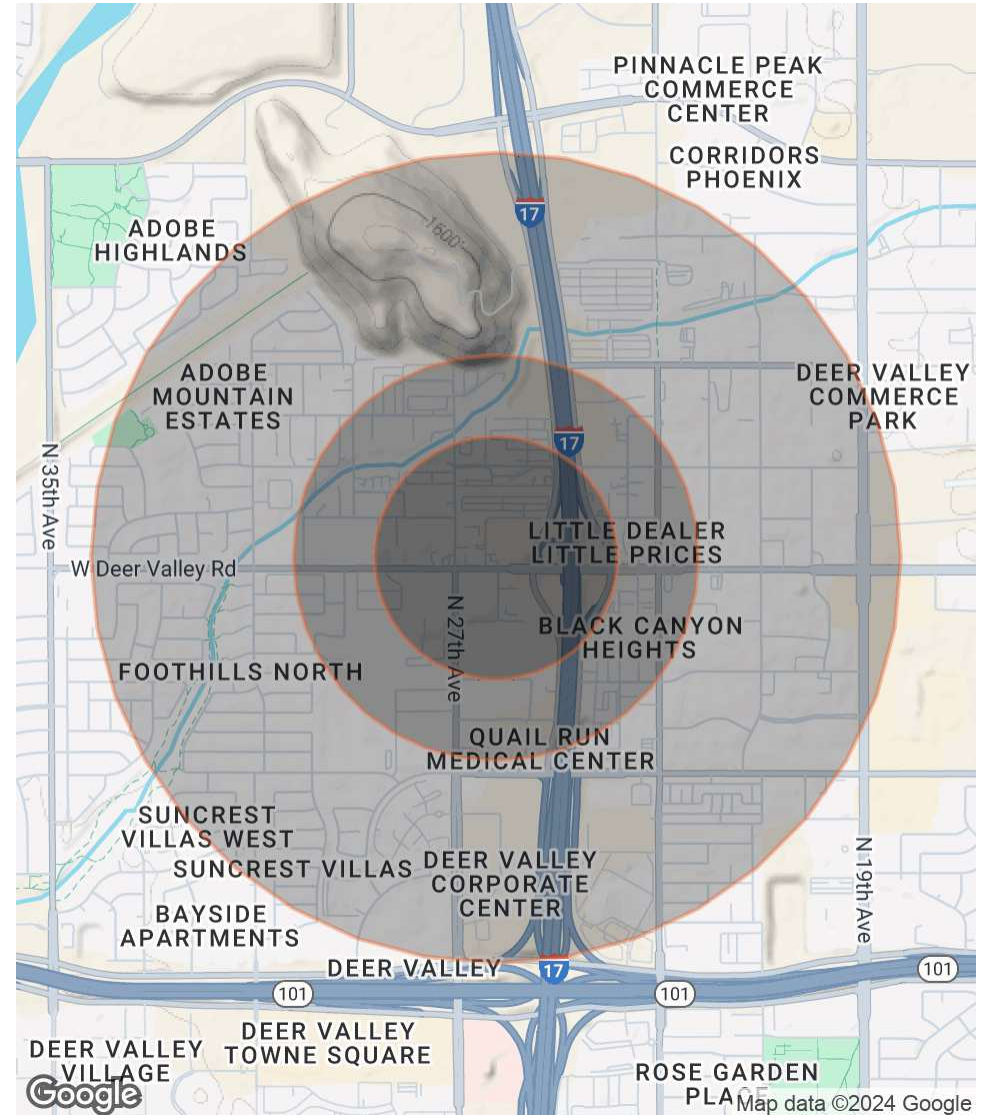 PINNACLE PEAK
COMMERCE
CENTER
CORRIDORS
PHOENIX
17
ADOBE
HIGHLANDS
1600'
ADOBE
MOUNTAIN
ESTATES
DEER VALLEY
COMMERCE
PARK
17
N 35th Ave
LITTLE DEALER
LITTLE PRICES
W Deer Valley Rd
N 27th Ave
BLACK CANYON
HEIGHTS
FOOTHILLS NORTH
QUAIL RUN
MEDICAL CENTER
SUNCREST
VILLAS WEST
SUNCREST VILLAS
DEER VALLEY
CORPORATE
CENTER
N 19th Ave
BAYSIDE
APARTMENTS
DEER VALLEY
17
101
101
101
DEER VALLEY
VILLAGE
DEER VALLEY
TOWNE SQUARE
ROSE GARDEN
PLACE
Google
Map data ©2024 Google